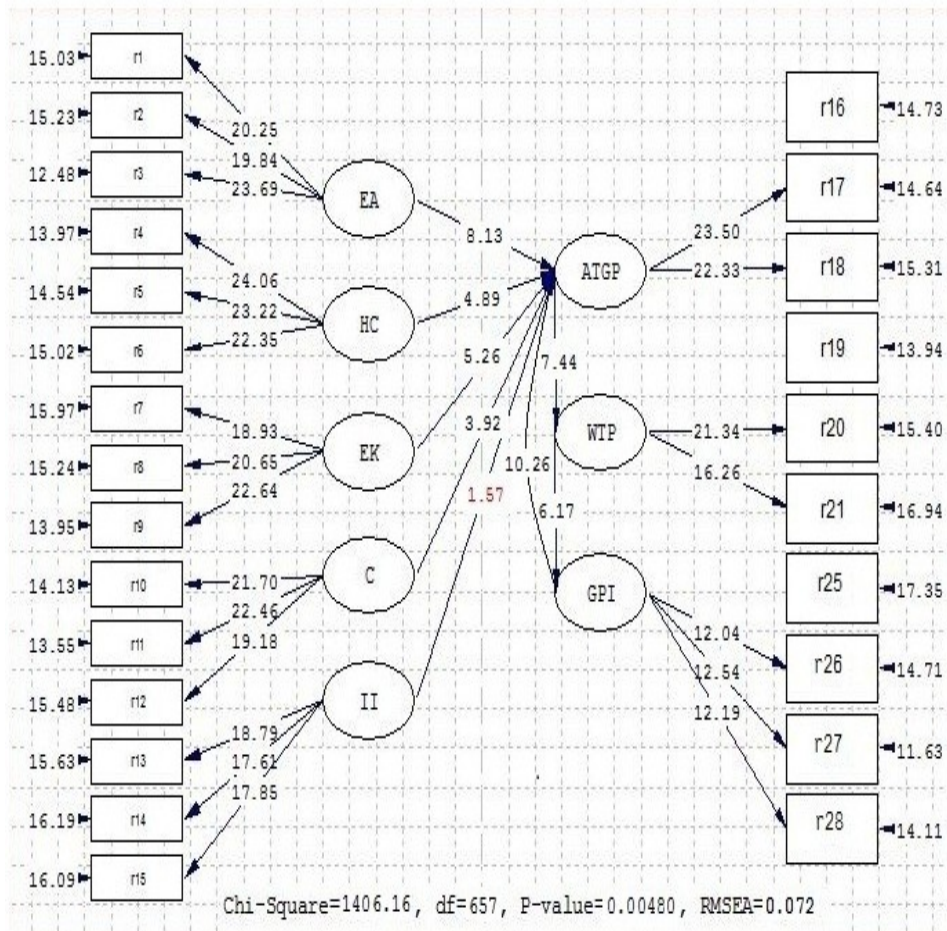 15.03 r1
15.23 r2
12.48 r3
13.97 r4
14.54 r5
15.02 r6
15.97 r7
15.24 r8
13.95 r9
14.13 r10
13.55 r11
15.48 r12
15.63 r13
16.19 r14
16.09 r15
20.25
19.84
23.69
24.06
23.22
22.35
18.93
20.65
22.64
21.70
22.46
19.18
18.79
17.61
17.85
EA
HC
EK
C
II
8.13
4.89
5.26
3.92
1.57
10.26
7.44
6.17
ATGP
WTP
GPI
23.50
22.33
21.34
16.26
12.04
12.54
12.19
r16 14.73
r17 14.64
r18 15.31
r19 13.94
r20 15.40
r21 16.94
r25 17.35
r26 14.71
r27 11.63
r28 14.11
Chi-Square=1406.16, df=657, P-value=0.00480, RMSEA=0.072